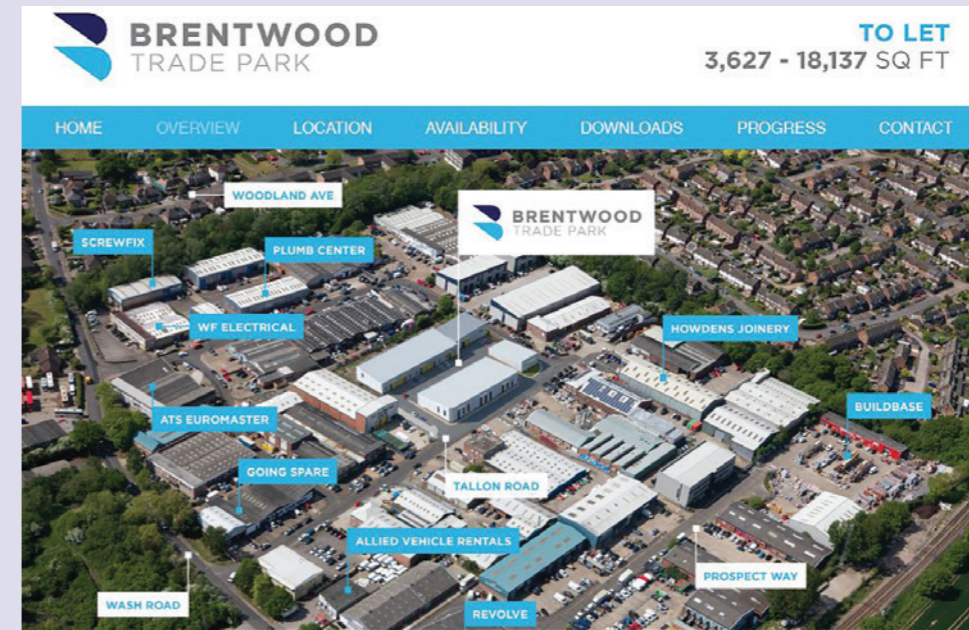 BRENTWOOD
TRADE PARK
TO LET
3,627 - 18,137 SQ FT
HOME OVERVIEW LOCATION AVAILABILITY DOWNLOADS PROGRESS CONTACT
WOODLAND AVE
BRENTWOOD
TRADE PARK
SCREWFIX
PLUMB CENTER
WF ELECTRICAL
HOWDENS JOINERY
ATS EUROMASTER
BUILDBASE
GOING SPARE
TALLON ROAD
ALLIED VEHICLE RENTALS
PROSPECT WAY
WASH ROAD
REVOLVE